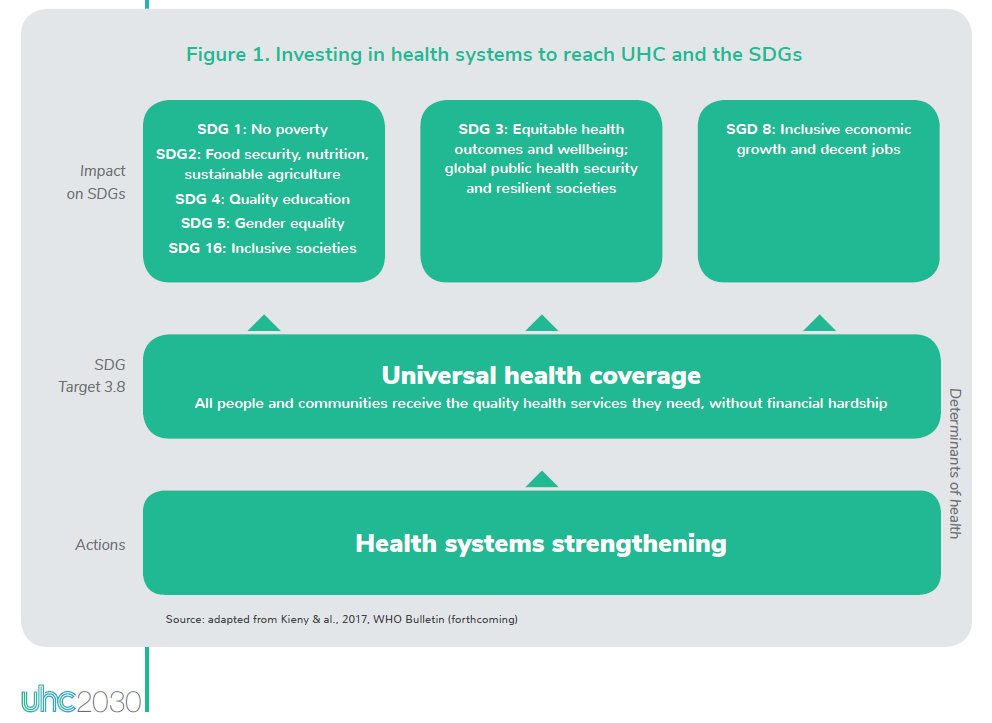 Figure 1. Investing in health systems to reach UHC and the SDGs
Impact
on SDGs
SDG 1: No poverty
SDG2: Food security, nutrition,
sustainable agriculture
SDG 4: Quality education
SDG 5: Gender equality
SDG 16: Inclusive societies
SDG 3: Equitable health
outcomes and wellbeing;
global public health security
and resilient societies
SGD 8: Inclusive economic
growth and decent jobs
SDG
Target 3.8
Universal health coverage
All people and communities receive the quality health services they need, without financial hardship
Determinants of health
Actions
Health systems strengthening
Source: adapted from Kieny & al., 2017, WHO Bulletin (forthcoming)
uhc2030